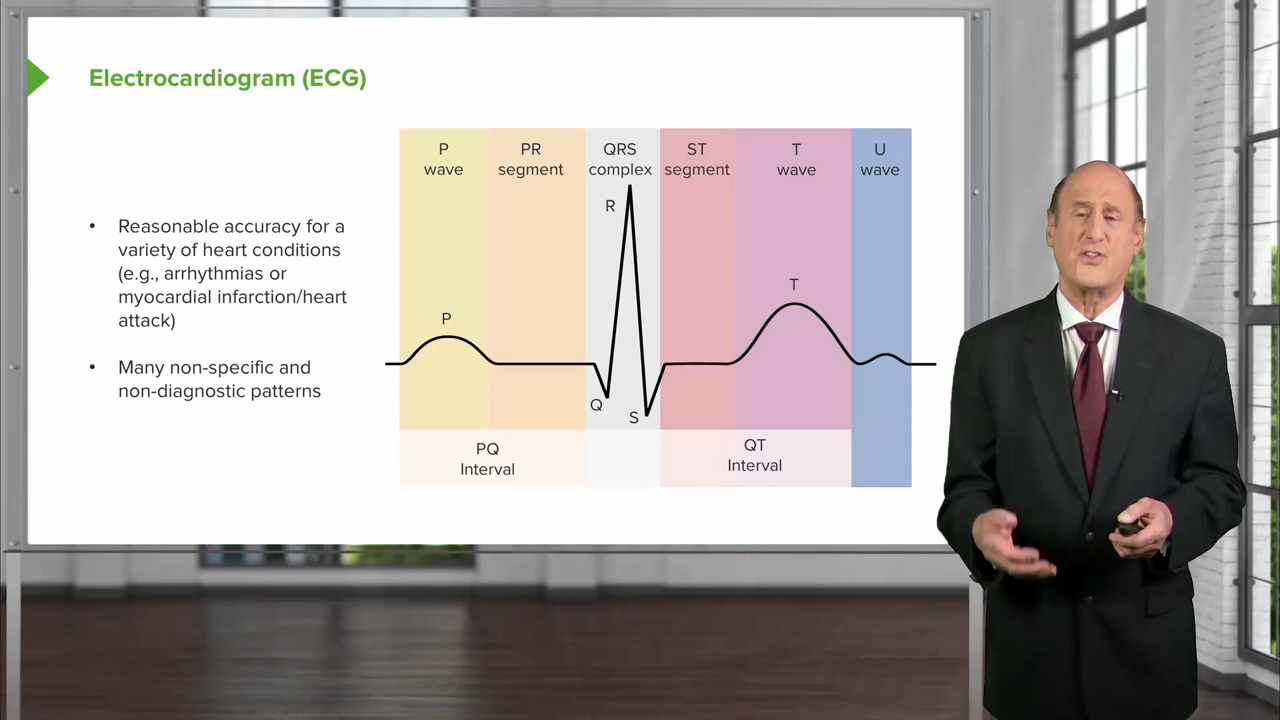 Electrocardiogram (ECG)
• Reasonable accuracy for a
variety of heart conditions
(e.g., arrhythmias or
myocardial infarction/heart
attack)
• Many non-specific and
non-diagnostic patterns
P
wave
PR
segment
QRS
complex
ST
segment
T
wave
U
wave
P
R
Q
S
T
PQ
Interval
QT
Interval